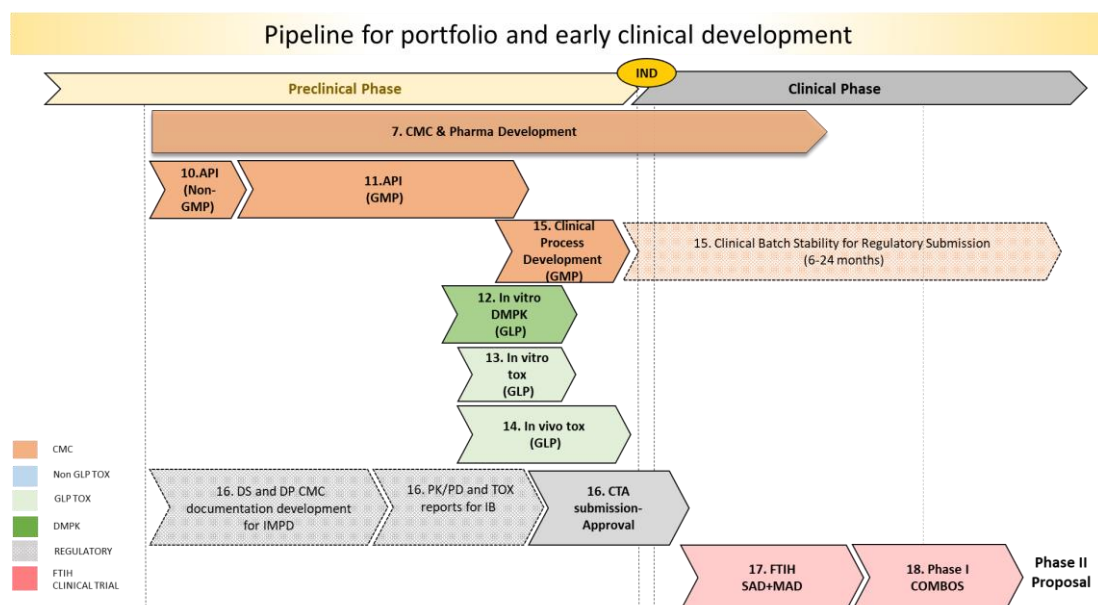 Pipeline for portfolio and early clinical development
IND
Preclinical Phase
Clinical Phase
7. CMC & Pharma Development
10.API
(Non-
GMP)
11.API
(GMP)
15. Clinical
Process
Development
(GMP)
15. Clinical Batch Stability for Regulatory Submission
(6-24 months)
12. In vitro
DMPK
(GLP)
13. In vitro
tox
(GLP)
14. In vivo tox
(GLP)
CMC
Non GLP TOX
GLP TOX
DMPK
REGULATORY
FTIH
CLINICAL TRIAL
16. DS and DP CMC
documentation development
for IMPD
16. PK/PD and TOX
reports for IB
16. CTA
submission-
Approval
17. FTIH
SAD+MAD
18. Phase I
COMBOS
Phase II
Proposal